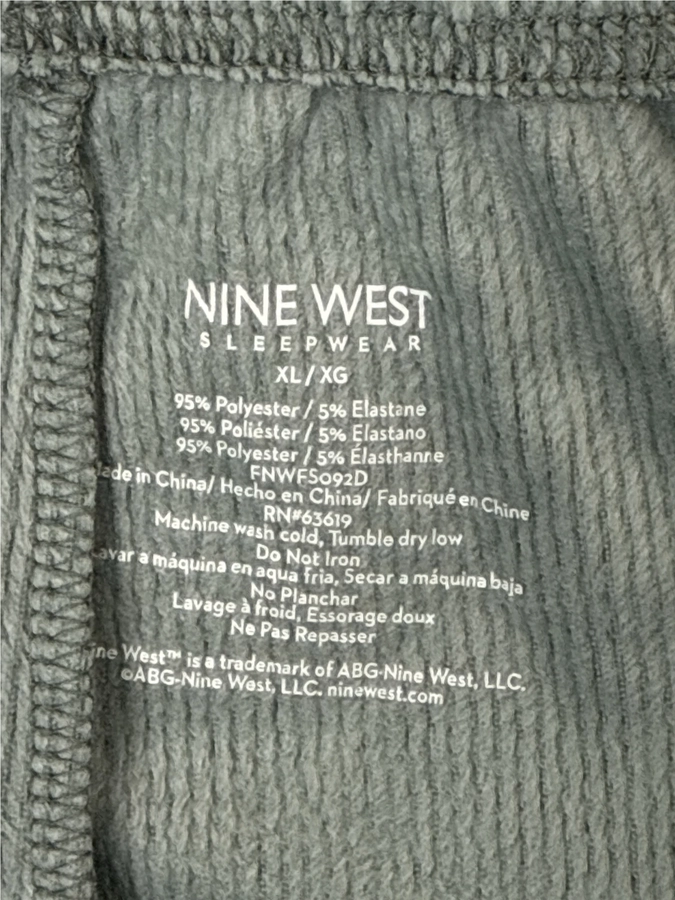 NINE WEST
SLEEPWEAR
XL / XG
95% Polyester / 5% Elastane
95% Poliéster / 5% Elastano
95% Polyester / 5% Élasthanne
FNWFS092D
ade in China/ Hecho en China/ Fabriqué en Chine
RN#63619
Machine wash cold, Tumble dry low
Do Not Iron
avar a máquina en aqua fria, Secar a máquina baja
No Planchar
Lavage à froid, Essorage doux
Ne Pas Repasser
ine West™ is a trademark of ABG-Nine West, LLC.
©ABG-Nine West, LLC. ninewest.com